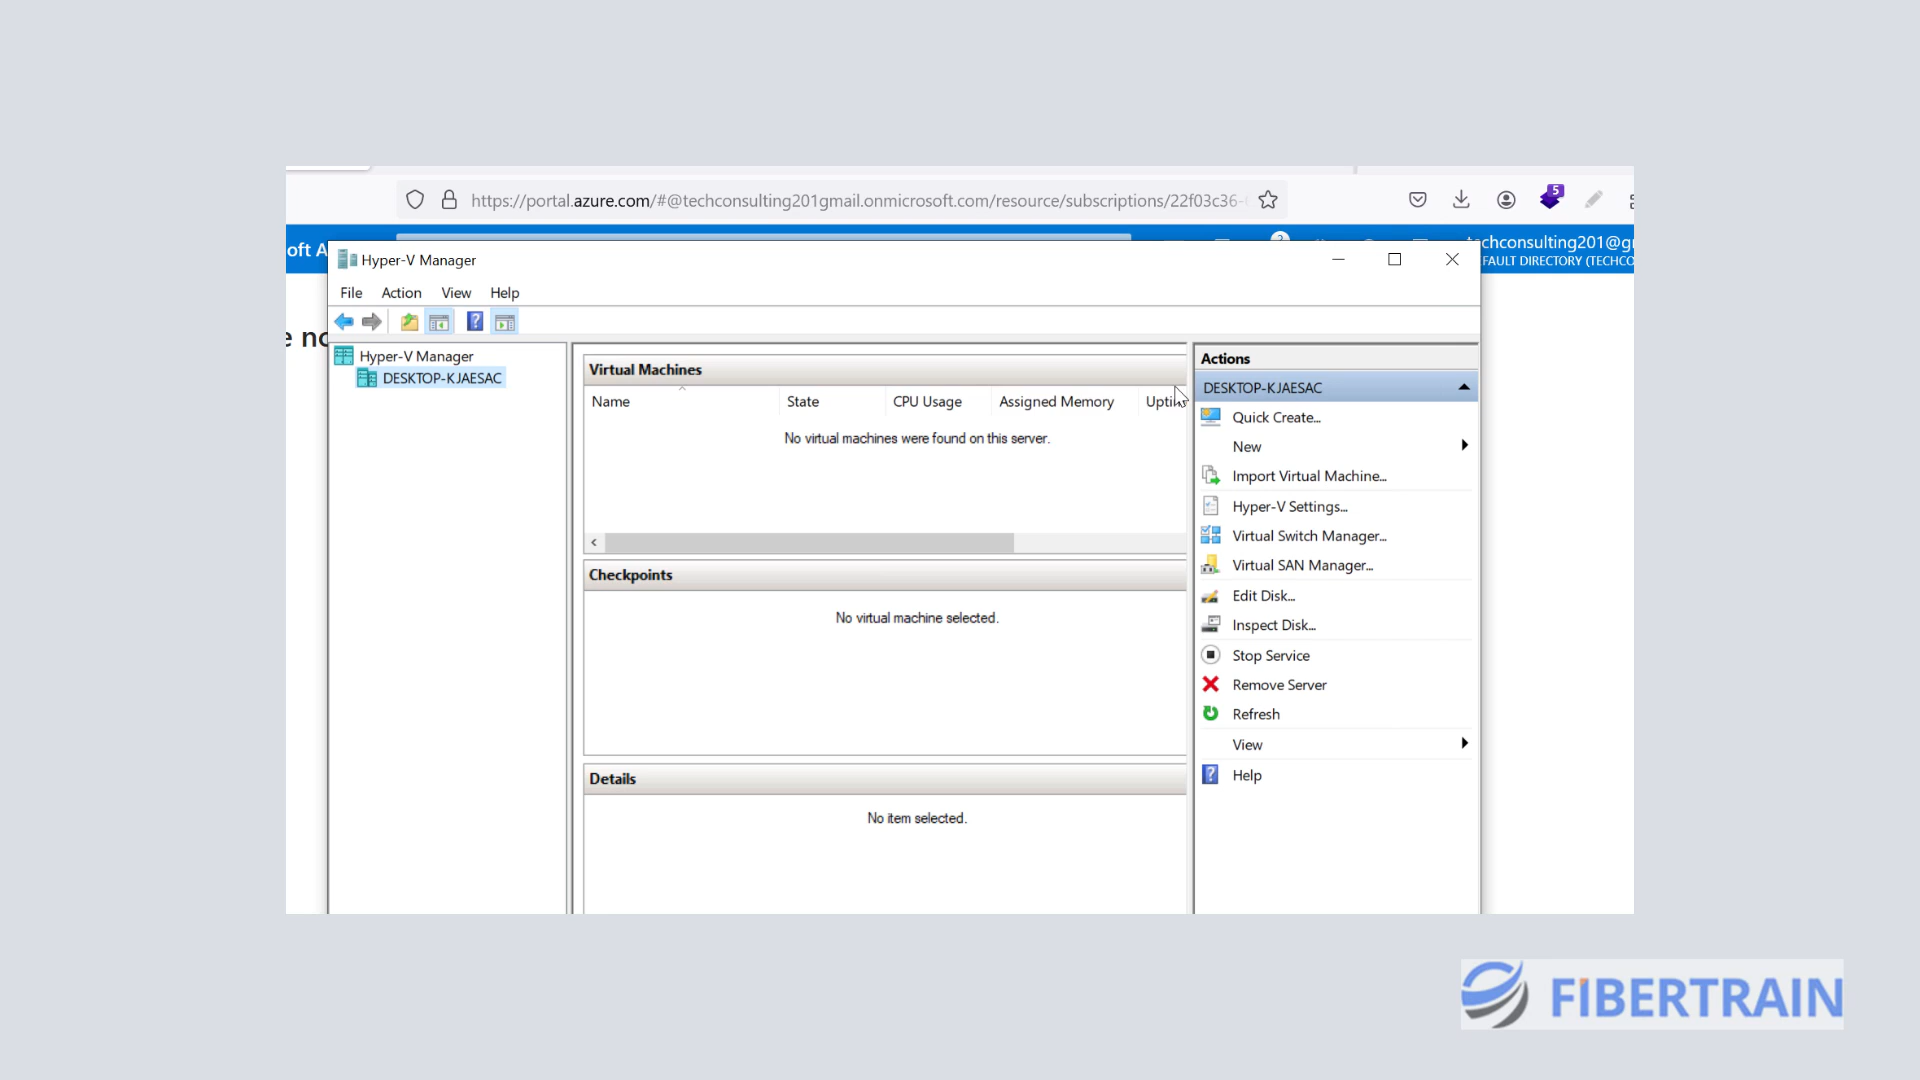 https://portal.azure.com/#@techconsulting201gmail.onmicrosoft.com/resource/subscriptions/22f03c36-
5
oft A
2
chconsulting201@g
FAULT DIRECTORY (TECHCO
Hyper-V Manager
File Action View Help
e no
Hyper-V Manager
DESKTOP-KJAESAC
Virtual Machines
Name State CPU Usage Assigned Memory
No virtual machines were found on this server.
Checkpoints
No virtual machine selected.
Details
No item selected.
Actions
DESKTOP-KJAESAC
Quick Create...
New
Import Virtual Machine...
Hyper-V Settings...
Virtual Switch Manager...
Virtual SAN Manager...
Edit Disk...
Inspect Disk...
Stop Service
Remove Server
Refresh
View
Help
FIBERTRAIN